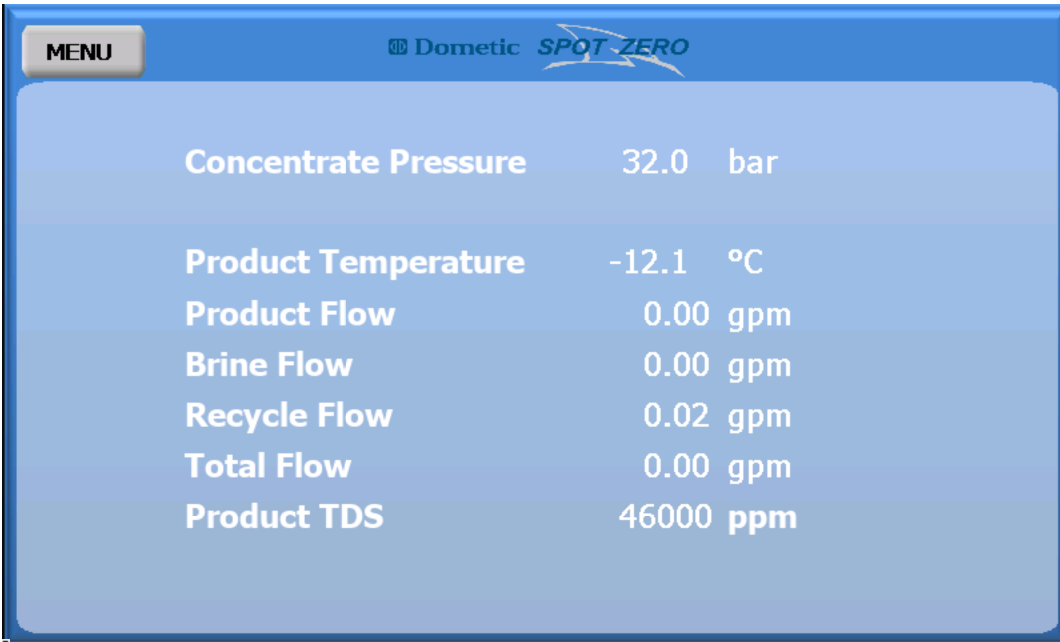 MENU
Dometic SPOT ZERO
Concentrate Pressure 32.0 bar
Product Temperature -12.1 °C
Product Flow 0.00 gpm
Brine Flow 0.00 gpm
Recycle Flow 0.02 gpm
Total Flow 0.00 gpm
Product TDS 46000 ppm